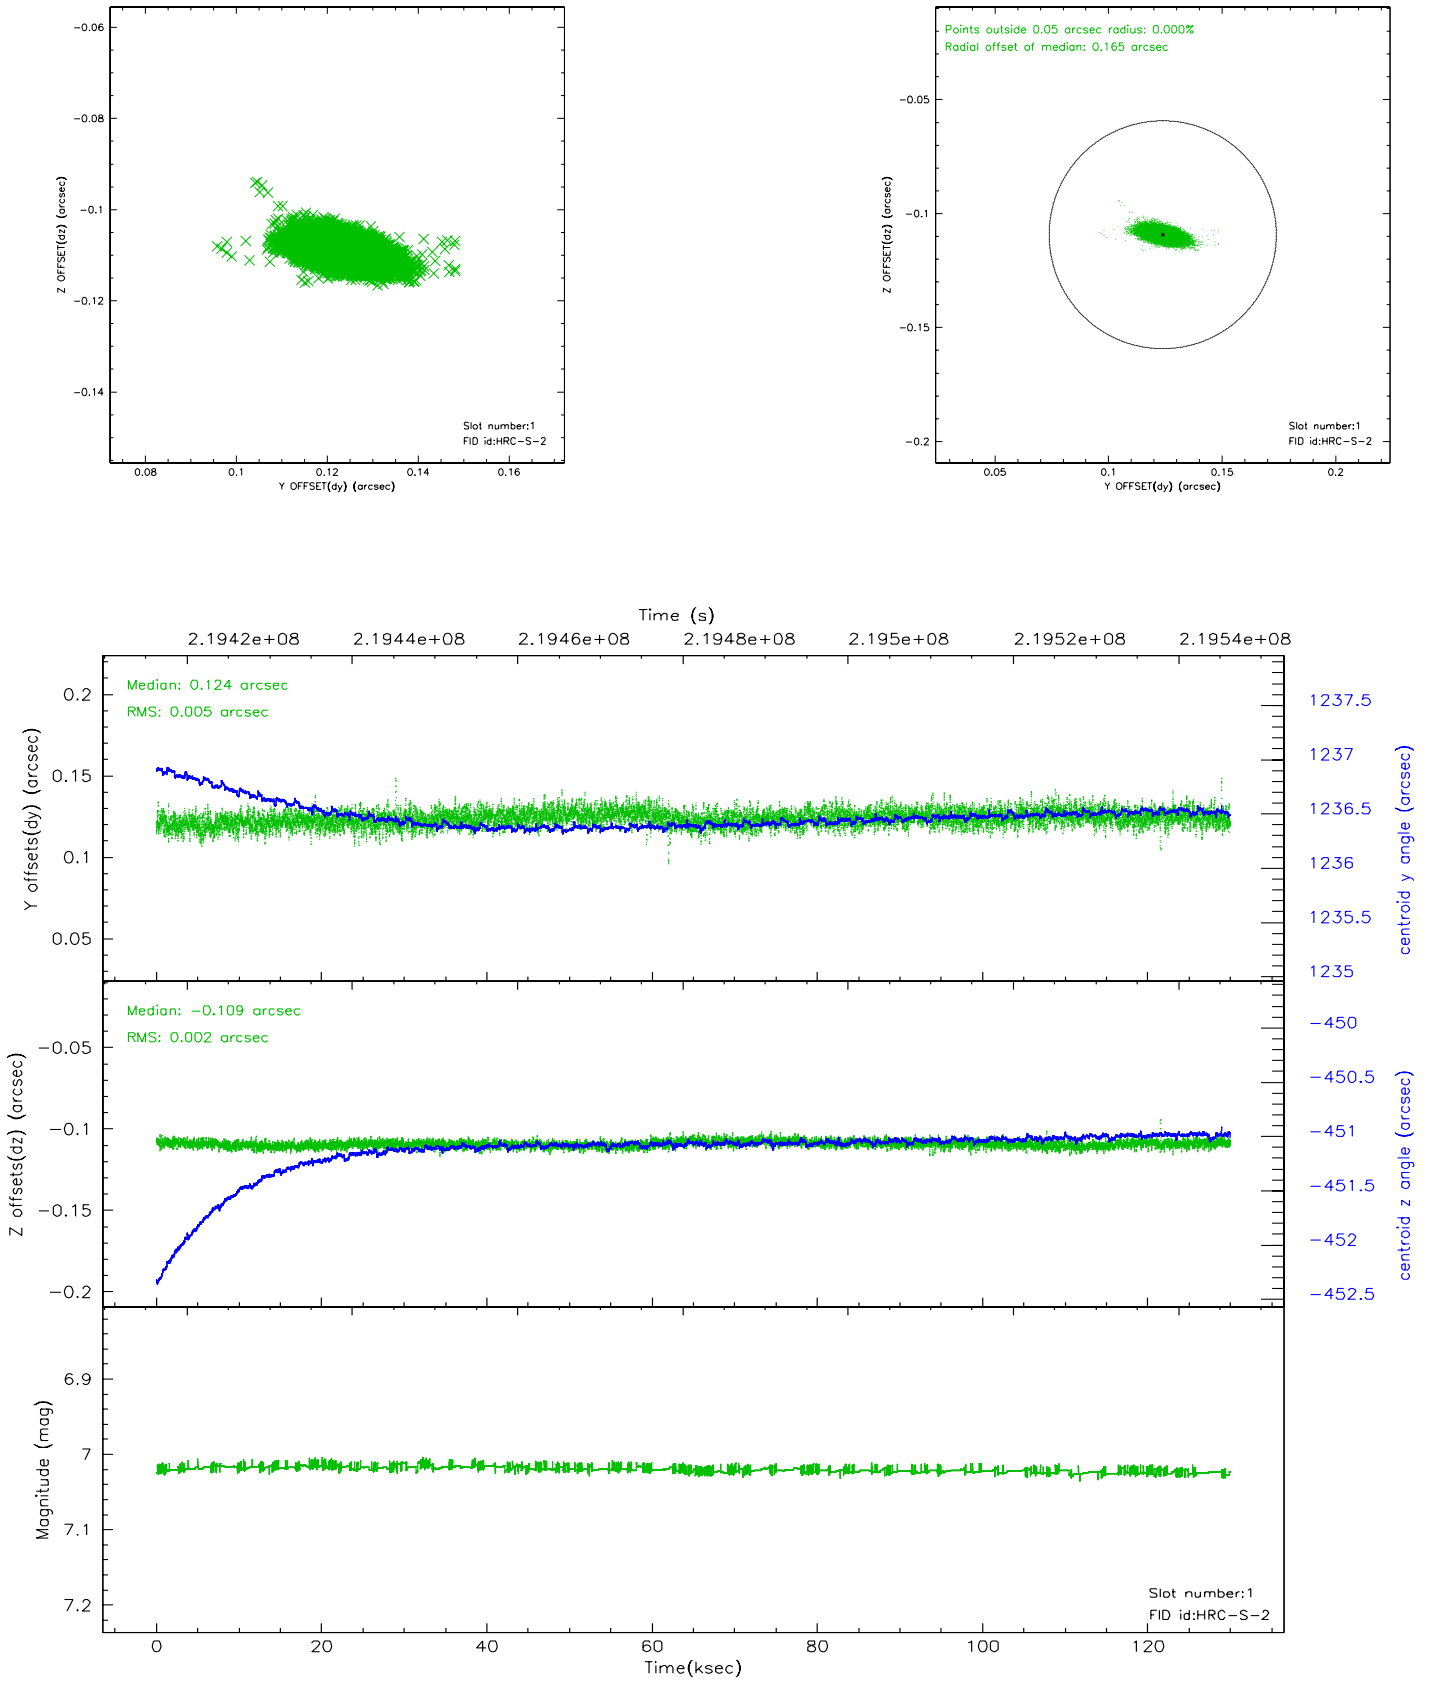 -0.06
-0.08
-0.1
-0.12
-0.14
Z OFFSET(dz) (arcsec)
Slot number:1
FID id:HRC-S-2
0.08 0.1 0.12 0.14 0.16
Y OFFSET(dy) (arcsec)
Points outside 0.05 arcsec radius: 0.000%
Radial offset of median: 0.165 arcsec
-0.05
-0.1
-0.15
-0.2
Z OFFSET(dz) (arcsec)
Slot number:1
FID id:HRC-S-2
0.05 0.1 0.15 0.2
Y OFFSET(dy) (arcsec)
Time (s)
2.1942e+08 2.1944e+08 2.1946e+08 2.1948e+08 2.195e+08 2.1952e+08 2.1954e+08
Median: 0.124 arcsec
RMS: 0.005 arcsec
0.2
0.15
0.1
0.05
Y offsets(dy) (arcsec)
1237.5
1237
1236.5
1236
1235.5
1235
centroid y angle (arcsec)
Median: -0.109 arcsec
RMS: 0.002 arcsec
-0.05
-0.1
-0.15
-0.2
Z offsets(dz) (arcsec)
-450
-450.5
-451
-451.5
-452
-452.5
centroid z angle (arcsec)
6.9
7
7.1
7.2
Magnitude (mag)
Slot number:1
FID id:HRC-S-2
0 20 40 60 80 100 120
Time(ksec)